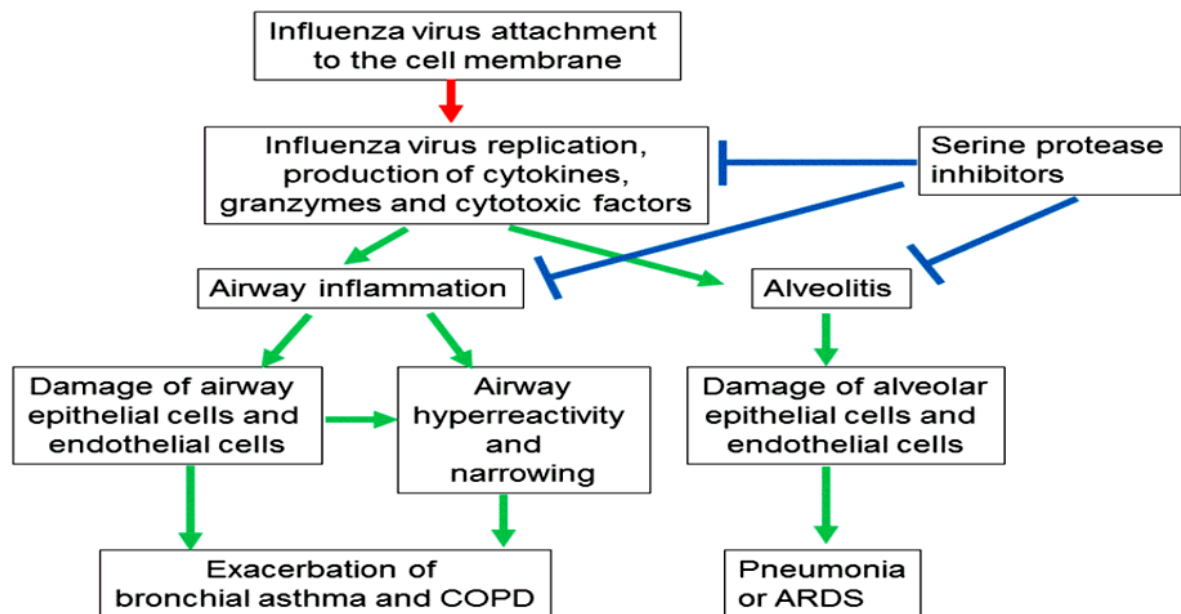 Influenza virus attachment
to the cell membrane
Influenza virus replication,
production of cytokines,
granzymes and cytotoxic factors
Serine protease
inhibitors
Airway inflammation
Alveolitis
Damage of airway
epithelial cells and
endothelial cells
Airway
hyperreactivity
and
narrowing
Damage of alveolar
epithelial cells and
endothelial cells
Exacerbation of
bronchial asthma and COPD
Pneumonia
or ARDS